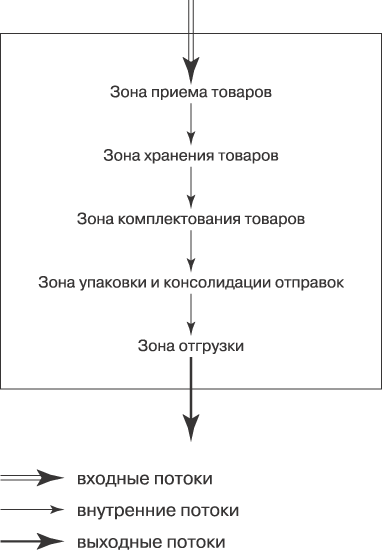 Зона приема товаров
Зона хранения товаров
Зона комплектования товаров
Зона упаковки и консолидации отправок
Зона отгрузки
входные потоки
внутренние потоки
выходные потоки